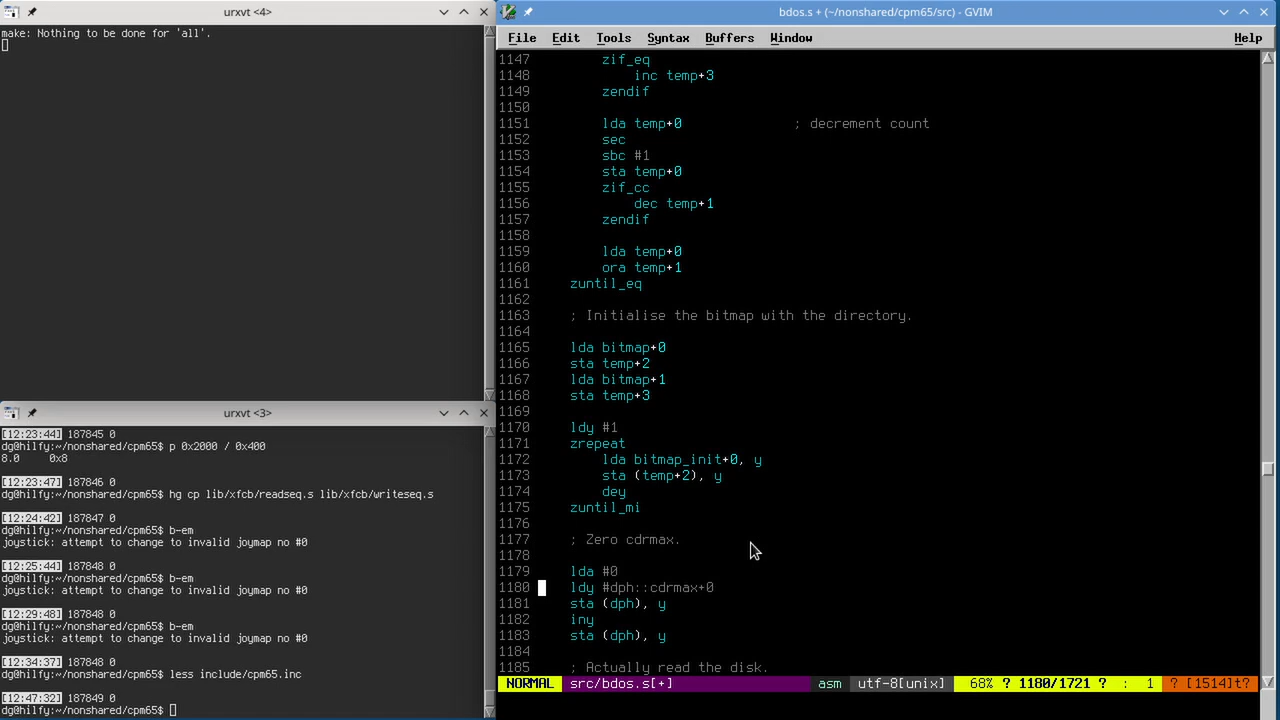 urxvt <4>
make: Nothing to be done for 'all'.
urxvt <3>
[12:23:44] 187845 0
dg@hilfy:~/nonshared/cpm65$ p 0x2000 / 0x400
8.0     0x8
[12:23:47] 187846 0
dg@hilfy:~/nonshared/cpm65$ hg cp lib/xfcb/readseq.s lib/xfcb/writeseq.s
[12:24:42] 187847 0
dg@hilfy:~/nonshared/cpm65$ b-em
joystick: attempt to change to invalid joymap no #0
[12:25:44] 187848 0
dg@hilfy:~/nonshared/cpm65$ b-em
joystick: attempt to change to invalid joymap no #0
[12:29:48] 187848 0
dg@hilfy:~/nonshared/cpm65$ b-em
joystick: attempt to change to invalid joymap no #0
[12:34:37] 187848 0
dg@hilfy:~/nonshared/cpm65$ less include/cpm65.inc
[12:47:32] 187849 0
dg@hilfy:~/nonshared/cpm65$
bdos.s + (~/nonshared/cpm65/src) - GVIM
File Edit Tools Syntax Buffers Window Help
1147         zif_eq
1148             inc temp+3
1149         zendif
1150
1151         lda temp+0              ; decrement count
1152         sec
1153         sbc #1
1154         sta temp+0
1155         zif_cc
1156             dec temp+1
1157         zendif
1158
1159         lda temp+0
1160         ora temp+1
1161     zuntil_eq
1162
1163     ; Initialise the bitmap with the directory.
1164
1165     lda bitmap+0
1166     sta temp+2
1167     lda bitmap+1
1168     sta temp+3
1169
1170     ldy #1
1171     zrepeat
1172         lda bitmap_init+0, y
1173         sta (temp+2), y
1174         dey
1175     zuntil_mi
1176
1177     ; Zero cdrmax.
1178
1179     lda #0
1180     ldy #dph::cdrmax+0
1181     sta (dph), y
1182     iny
1183     sta (dph), y
1184
1185     ; Actually read the disk.
NORMAL src/bdos.s[+] asm utf-8[unix] 68% ? 1180/1721 ? : 1 ? [1514]t?